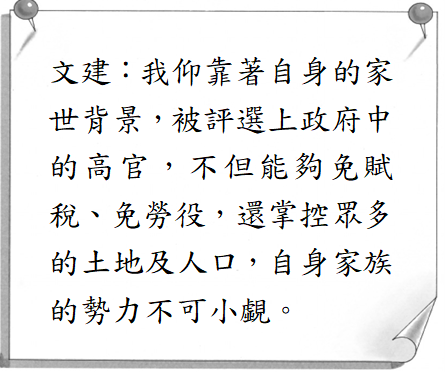 文建：我仰靠著自身的家
世背景，被評選上政府中
的高官，不但能夠免賦
稅、免勞役，還掌控眾多
的土地及人口，自身家族
的勢力不可小覷。